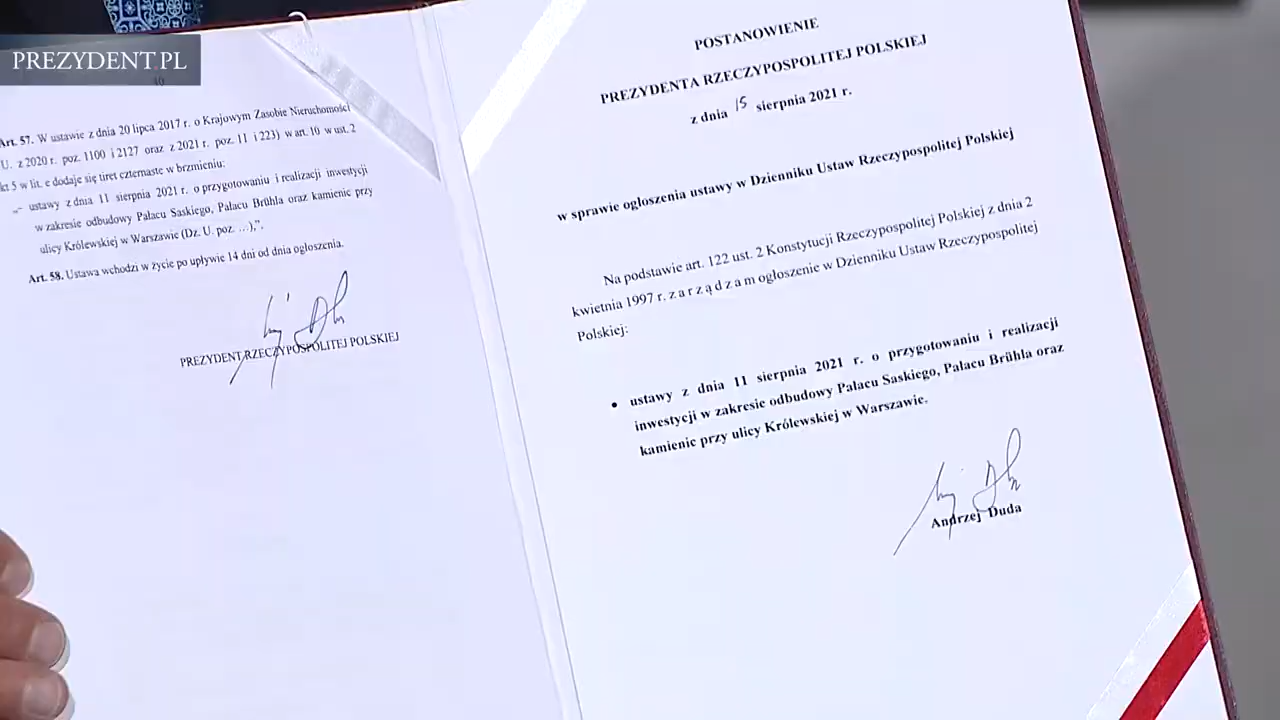 PREZYDENT.PL
40
Art. 57. W ustawie z dnia 20 lipca 2017 r. o Krajowym Zasobie Nieruchomości
U. z 2020 r. poz. 1100 i 2127 oraz z 2021 r. poz. 11 i 223) w art. 10 w ust. 2
kt 5 w lit. e dodaje się tiret czternaste w brzmieniu:
„– ustawy z dnia 11 sierpnia 2021 r. o przygotowaniu i realizacji inwestycji
w zakresie odbudowy Pałacu Saskiego, Pałacu Brühla oraz kamienic przy
ulicy Królewskiej w Warszawie (Dz. U. poz. …),”.
Art. 58. Ustawa wchodzi w życie po upływie 14 dni od dnia ogłoszenia.
PREZYDENT RZECZYPOSPOLITEJ POLSKIEJ
POSTANOWIENIE
PREZYDENTA RZECZYPOSPOLITEJ POLSKIEJ
z dnia 15 sierpnia 2021 r.
w sprawie ogłoszenia ustawy w Dzienniku Ustaw Rzeczypospolitej Polskiej
Na podstawie art. 122 ust. 2 Konstytucji Rzeczypospolitej Polskiej z dnia 2
kwietnia 1997 r. z a r z ą d z a m ogłoszenie w Dzienniku Ustaw Rzeczypospolitej
Polskiej:
• ustawy z dnia 11 sierpnia 2021 r. o przygotowaniu i realizacji
inwestycji w zakresie odbudowy Pałacu Saskiego, Pałacu Brühla oraz
kamienic przy ulicy Królewskiej w Warszawie.
Andrzej Duda